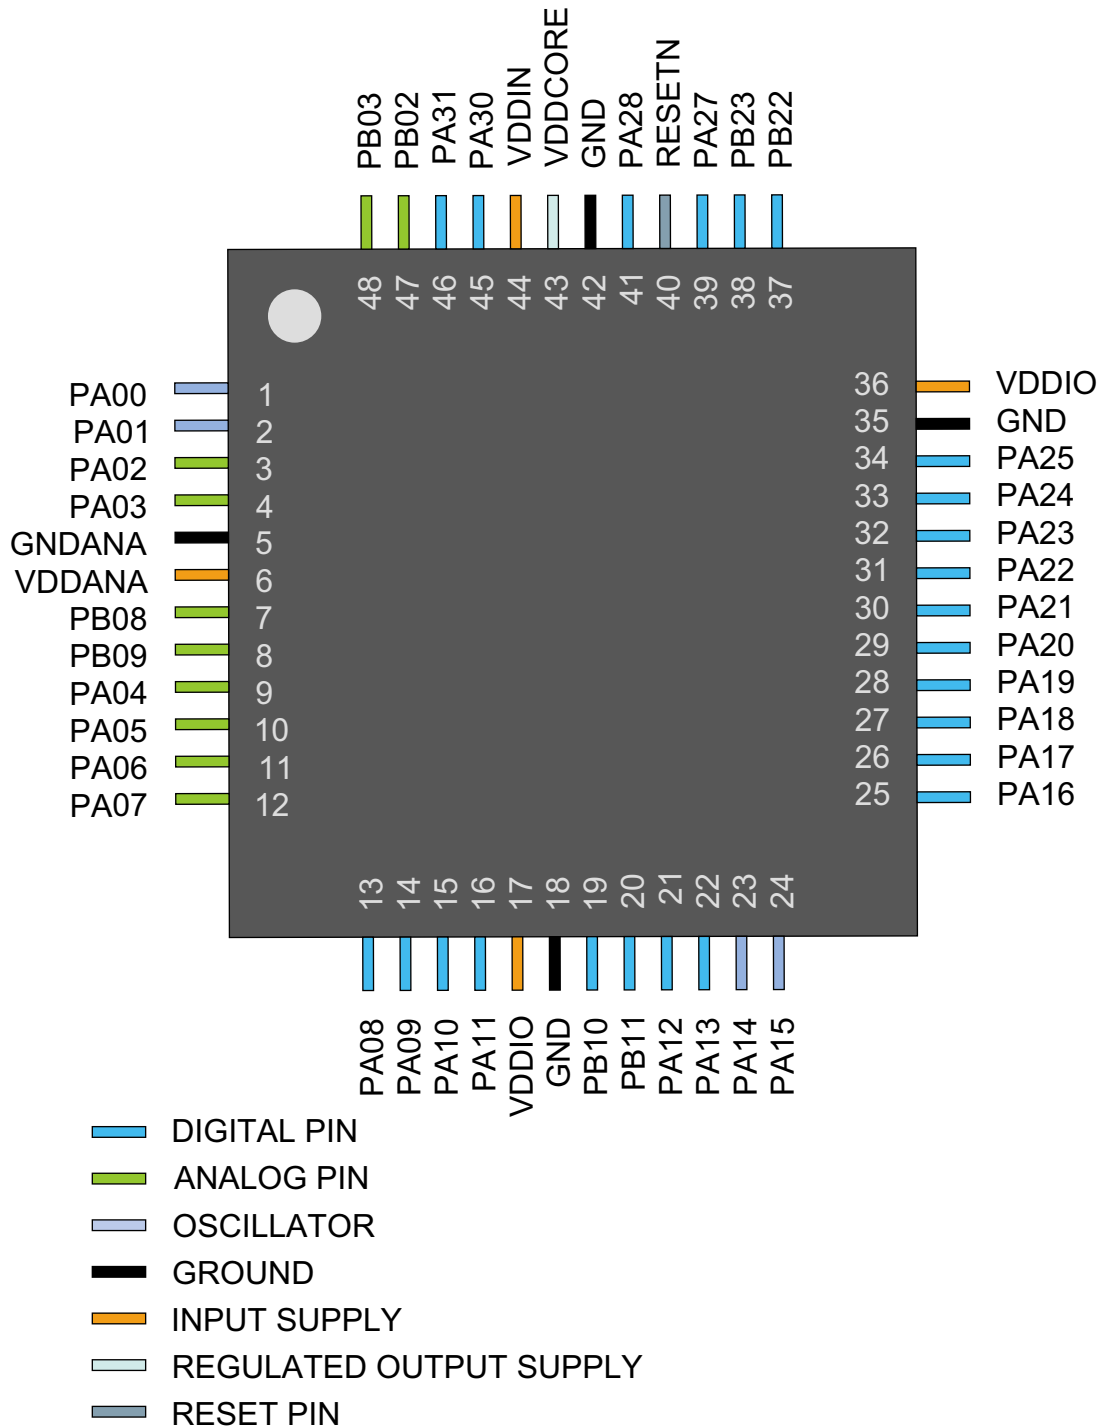 PB03
PB02
PA31
PA30
VDDIN
VDDCORE
GND
PA28
RESETN
PA27
PB23
PB22
48
47
46
45
44
43
42
41
40
39
38
37
PA00 1
PA01 2
PA02 3
PA03 4
GNDANA 5
VDDANA 6
PB08 7
PB09 8
PA04 9
PA05 10
PA06 11
PA07 12
36 VDDIO
35 GND
34 PA25
33 PA24
32 PA23
31 PA22
30 PA21
29 PA20
28 PA19
27 PA18
26 PA17
25 PA16
13
14
15
16
17
18
19
20
21
22
23
24
PA08
PA09
PA10
PA11
VDDIO
GND
PB10
PB11
PA12
PA13
PA14
PA15
DIGITAL PIN
ANALOG PIN
OSCILLATOR
GROUND
INPUT SUPPLY
REGULATED OUTPUT SUPPLY
RESET PIN